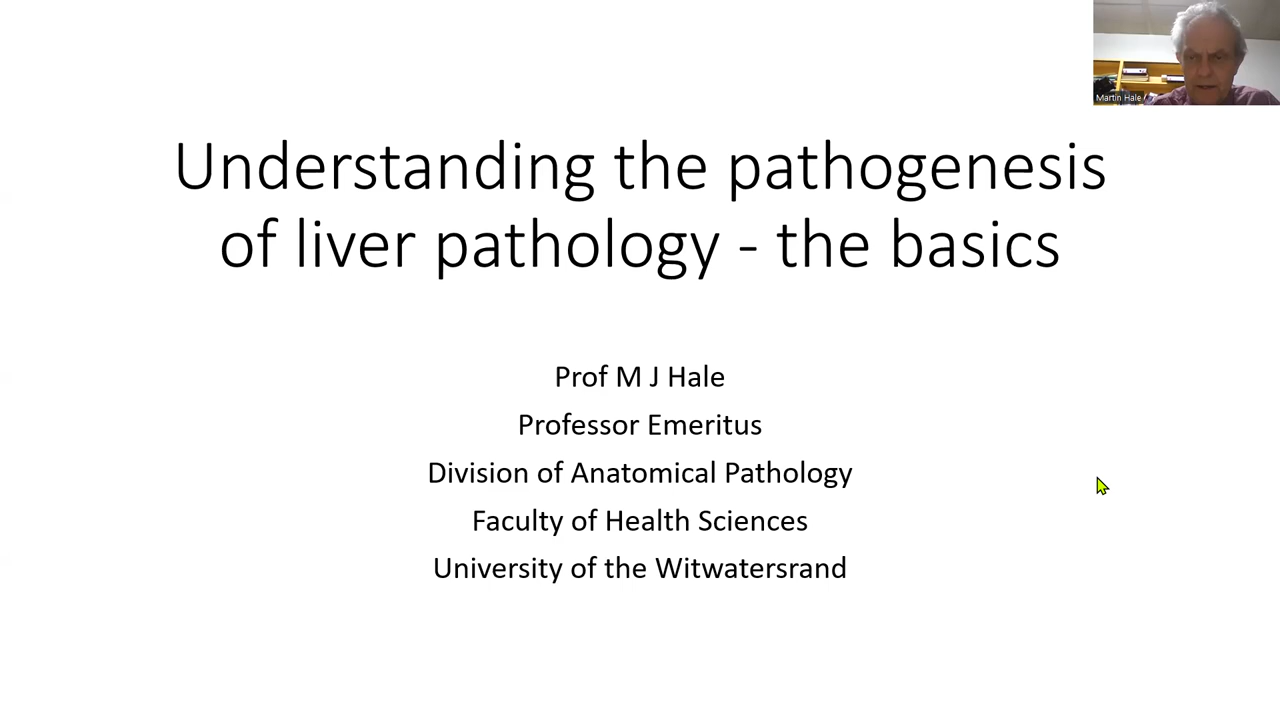 Martin Hale
Understanding the pathogenesis
of liver pathology - the basics
Prof M J Hale
Professor Emeritus
Division of Anatomical Pathology
Faculty of Health Sciences
University of the Witwatersrand